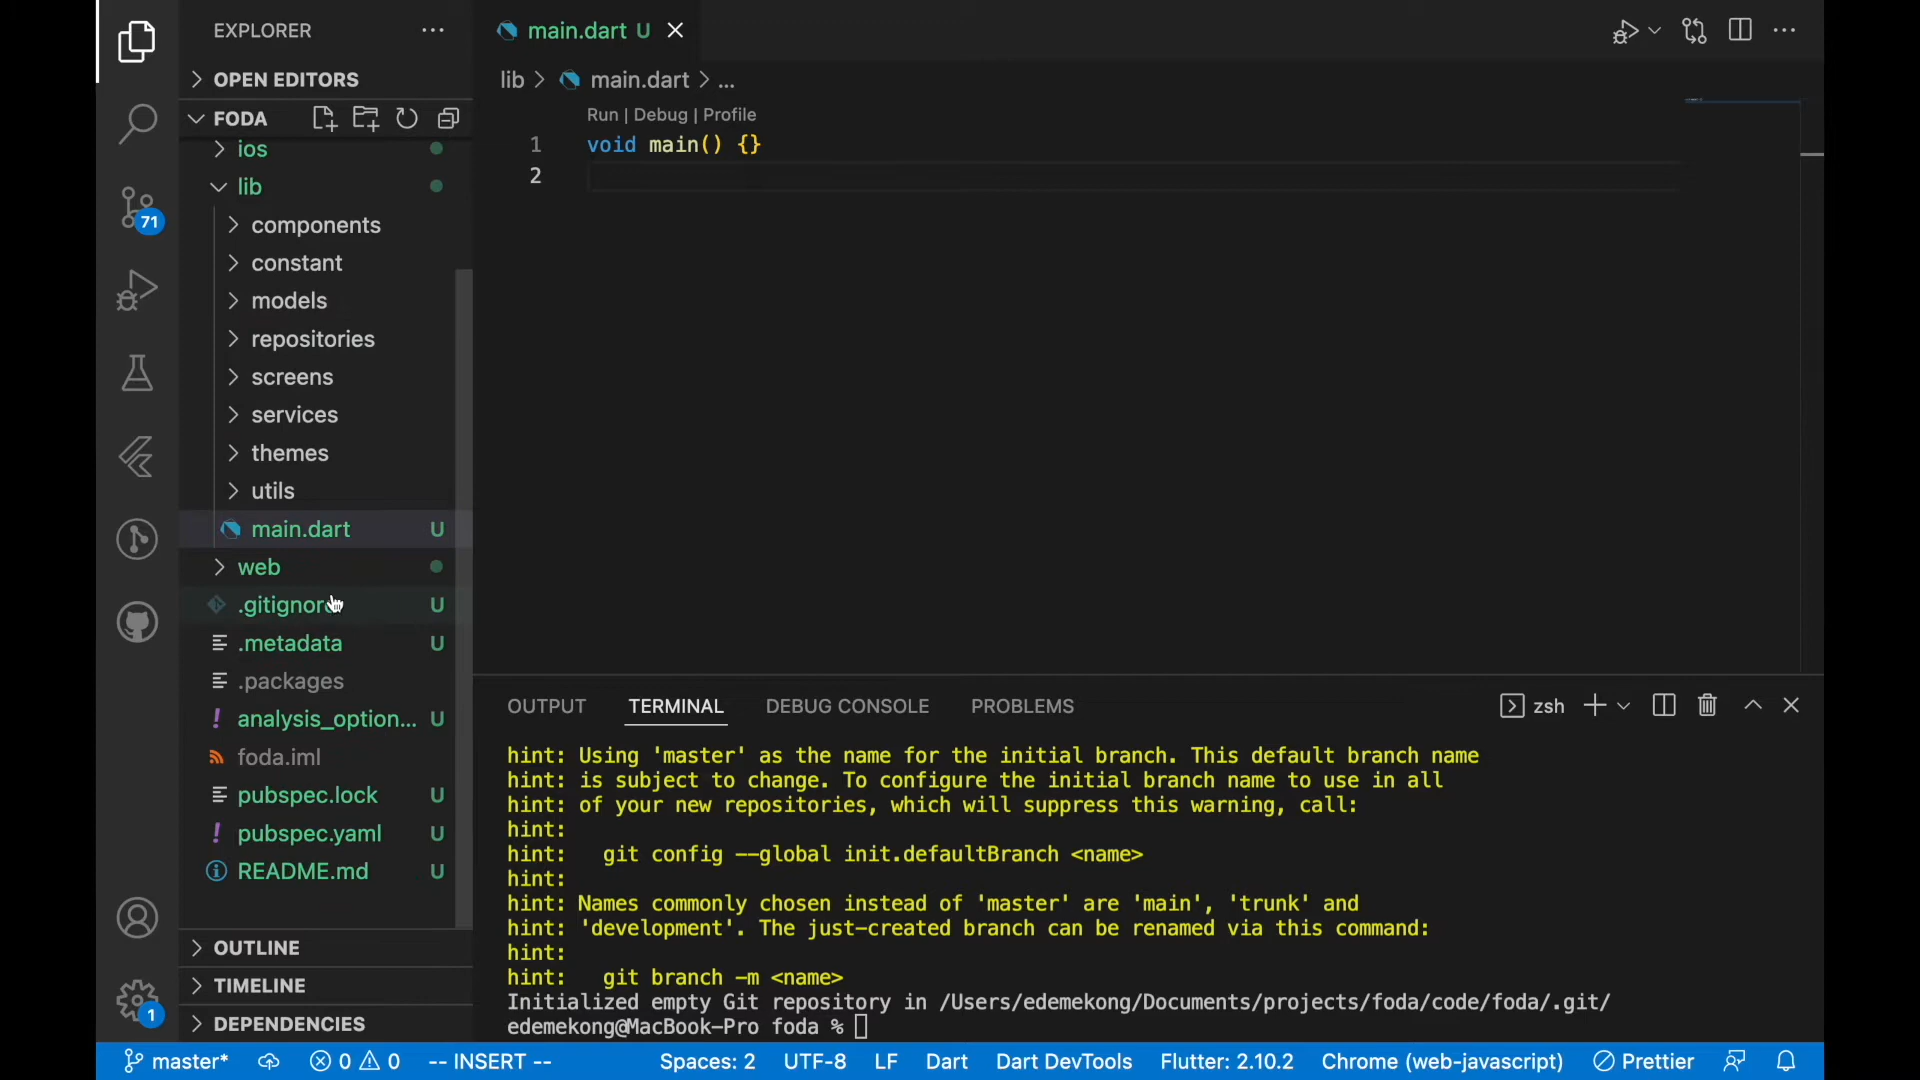 EXPLORER
OPEN EDITORS
FODA
ios
lib
components
constant
models
repositories
screens
services
themes
utils
main.dart U
web
.gitignor U
.metadata U
.packages
analysis_option... U
foda.iml
pubspec.lock U
pubspec.yaml U
README.md U
OUTLINE
TIMELINE
DEPENDENCIES
71
1
main.dart U
lib > main.dart > ...
Run | Debug | Profile
1 void main() {}
2
OUTPUT TERMINAL DEBUG CONSOLE PROBLEMS
zsh
hint: Using 'master' as the name for the initial branch. This default branch name
hint: is subject to change. To configure the initial branch name to use in all
hint: of your new repositories, which will suppress this warning, call:
hint:
hint:   git config --global init.defaultBranch <name>
hint:
hint: Names commonly chosen instead of 'master' are 'main', 'trunk' and
hint: 'development'. The just-created branch can be renamed via this command:
hint:
hint:   git branch -m <name>
Initialized empty Git repository in /Users/edemekong/Documents/projects/foda/code/foda/.git/
edemekong@MacBook-Pro foda %
master* 0 0 -- INSERT -- Spaces: 2 UTF-8 LF Dart Dart DevTools Flutter: 2.10.2 Chrome (web-javascript) Prettier